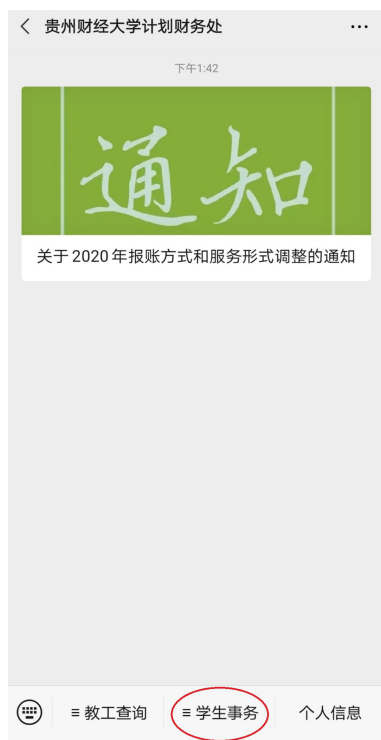 贵州财经大学计划财务处
下午1:42
通知
关于2020年报账方式和服务形式调整的通知
教工查询 学生事务 个人信息